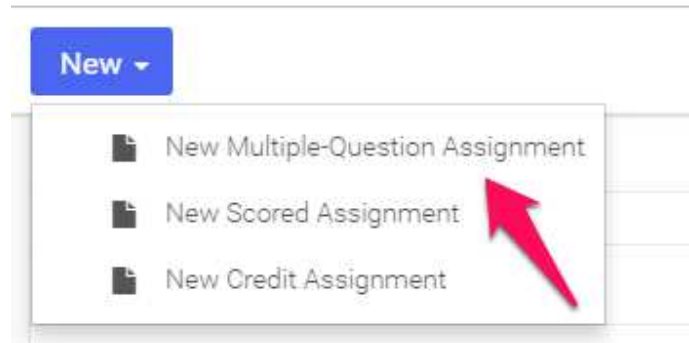 New
New Multiple-Question Assignment
New Scored Assignment
New Credit Assignment